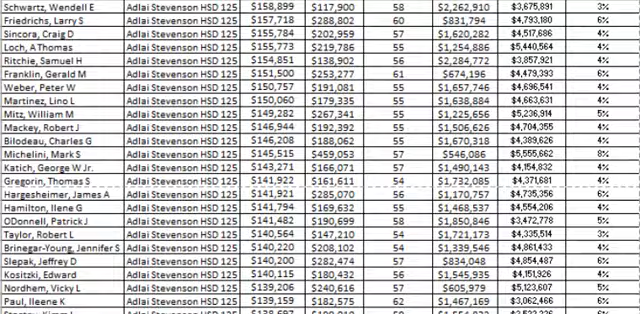 Schwartz, Wendell E Adlai Stevenson HSD 125 $158,899 $117,900 58 $2,262,910 $3,675,891 3%
Friedrichs, Larry S Adlai Stevenson HSD 125 $157,718 $288,802 60 $831,794 $4,793,180 6%
Sincora, Craig D Adlai Stevenson HSD 125 $155,784 $202,959 57 $1,620,282 $4,517,686 4%
Loch, A Thomas Adlai Stevenson HSD 125 $155,773 $219,786 55 $1,254,886 $5,440,564 4%
Ritchie, Samuel H Adlai Stevenson HSD 125 $154,851 $138,902 56 $2,284,772 $3,857,921 4%
Franklin, Gerald M Adlai Stevenson HSD 125 $151,500 $253,277 61 $674,196 $4,479,393 6%
Weber, Peter W Adlai Stevenson HSD 125 $150,757 $191,081 55 $1,657,746 $4,696,541 4%
Martinez, Lino L Adlai Stevenson HSD 125 $150,060 $179,335 55 $1,638,884 $4,663,631 4%
Mitz, William M Adlai Stevenson HSD 125 $149,282 $267,341 55 $1,225,656 $5,236,914 5%
Mackey, Robert J Adlai Stevenson HSD 125 $146,944 $192,392 55 $1,506,626 $4,704,355 4%
Bilodeau, Charles G Adlai Stevenson HSD 125 $146,208 $188,062 55 $1,670,318 $4,389,626 4%
Michelini, Mark S Adlai Stevenson HSD 125 $145,515 $459,053 57 $546,086 $5,555,662 8%
Katich, George W Jr. Adlai Stevenson HSD 125 $143,271 $166,071 57 $1,490,143 $4,154,832 4%
Gregorin, Thomas S Adlai Stevenson HSD 125 $141,922 $161,611 54 $1,732,085 $4,371,681 4%
Hargesheimer, James A Adlai Stevenson HSD 125 $141,921 $285,070 56 $1,170,757 $4,735,356 6%
Hamilton, Ilene G Adlai Stevenson HSD 125 $141,794 $169,632 55 $1,468,537 $4,554,206 4%
ODonnell, Patrick J Adlai Stevenson HSD 125 $141,482 $190,699 58 $1,850,846 $3,472,778 5%
Taylor, Robert L Adlai Stevenson HSD 125 $140,564 $147,210 54 $1,721,173 $4,335,514 3%
Brinegar-Young, Jennifer S Adlai Stevenson HSD 125 $140,220 $208,102 54 $1,339,546 $4,861,433 4%
Slepak, Jeffrey D Adlai Stevenson HSD 125 $140,200 $282,474 57 $834,048 $4,854,487 6%
Kositzki, Edward Adlai Stevenson HSD 125 $140,115 $180,432 56 $1,545,935 $4,151,926 4%
Nordhem, Vicky L Adlai Stevenson HSD 125 $139,206 $240,616 57 $605,979 $5,123,607 5%
Paul, Ileene K Adlai Stevenson HSD 125 $139,159 $182,575 62 $1,467,169 $3,062,466 6%